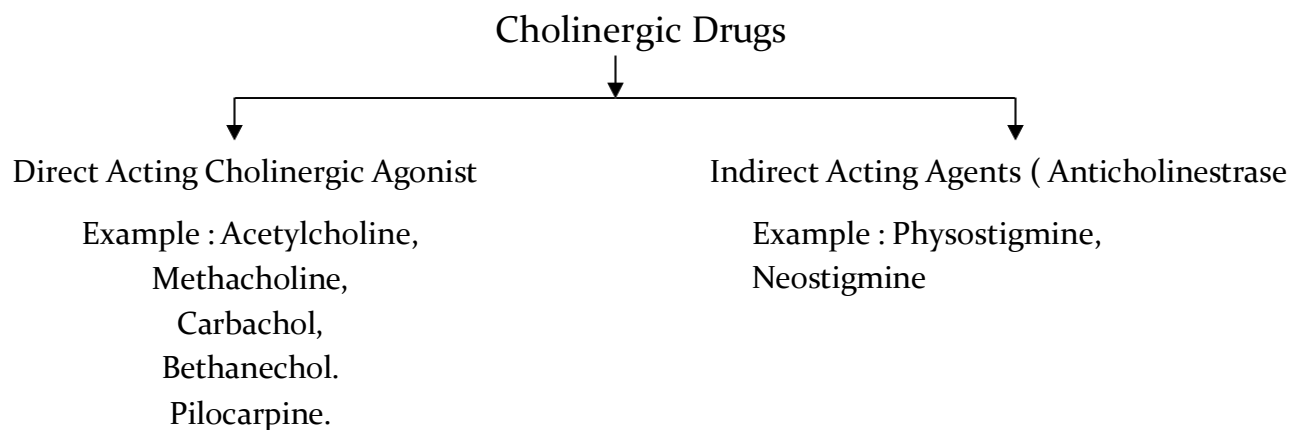 Cholinergic Drugs
Direct Acting Cholinergic Agonist
Example : Acetylcholine,
Methacholine,
Carbachol,
Bethanechol.
Pilocarpine.
Indirect Acting Agents ( Anticholinestrase
Example : Physostigmine,
Neostigmine